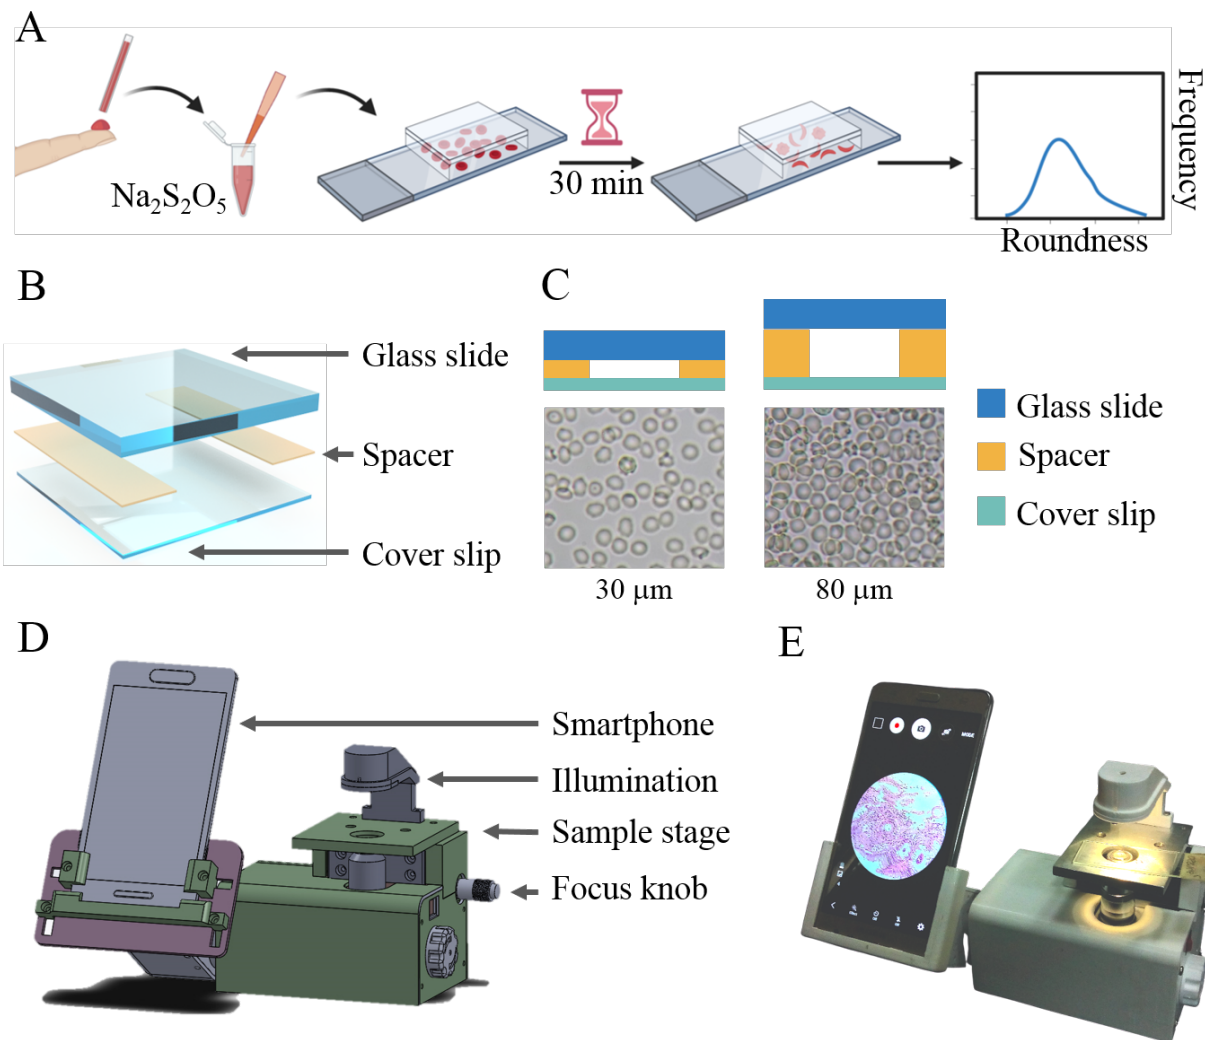 A
Na₂S₂O₅
30 min
Frequency
Roundness
B
Glass slide
Spacer
Cover slip
C
30 µm
80 µm
Glass slide
Spacer
Cover slip
D
Smartphone
Illumination
Sample stage
Focus knob
E
MODE